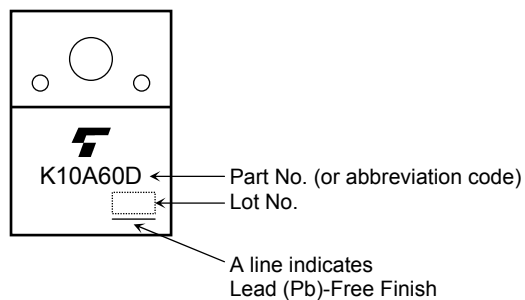 K10A60D
Part No. (or abbreviation code)
Lot No.
A line indicates
Lead (Pb)-Free Finish